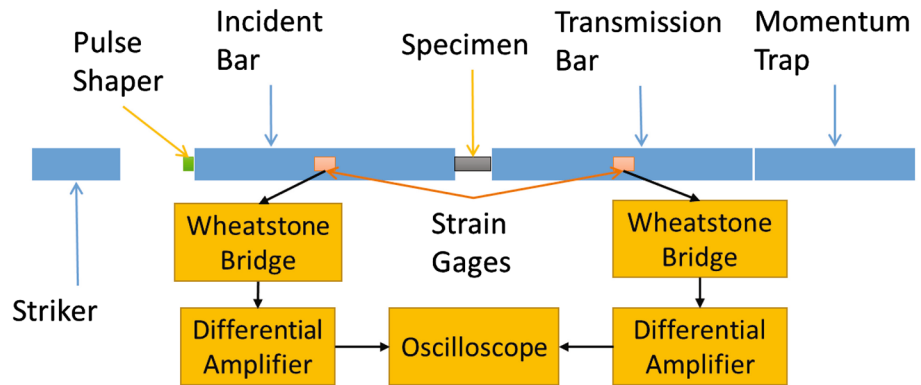 Pulse
Shaper
Incident
Bar
Specimen
Transmission
Bar
Momentum
Trap
Striker
Wheatstone
Bridge
Strain
Gages
Wheatstone
Bridge
Differential
Amplifier
Oscilloscope
Differential
Amplifier